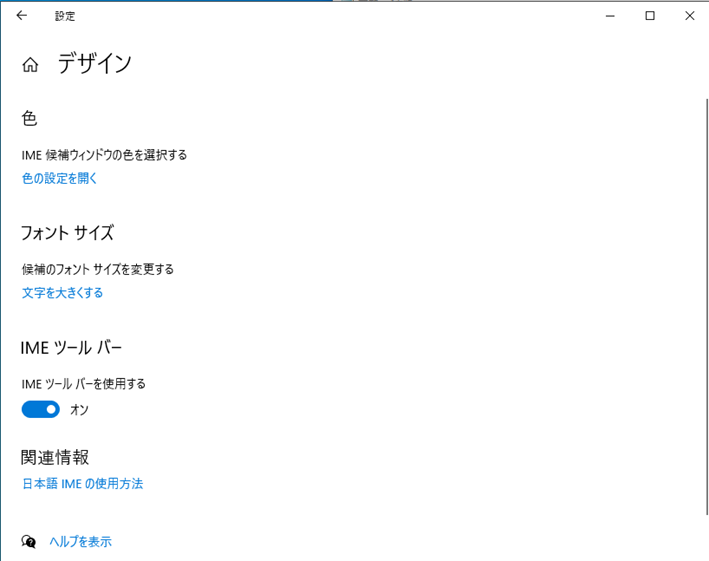 設定
デザイン
色
IME 候補ウィンドウの色を選択する
色の設定を開く
フォント サイズ
候補のフォント サイズを変更する
文字を大きくする
IME ツール バー
IME ツール バーを使用する
オン
関連情報
日本語 IME の使用方法
ヘルプを表示